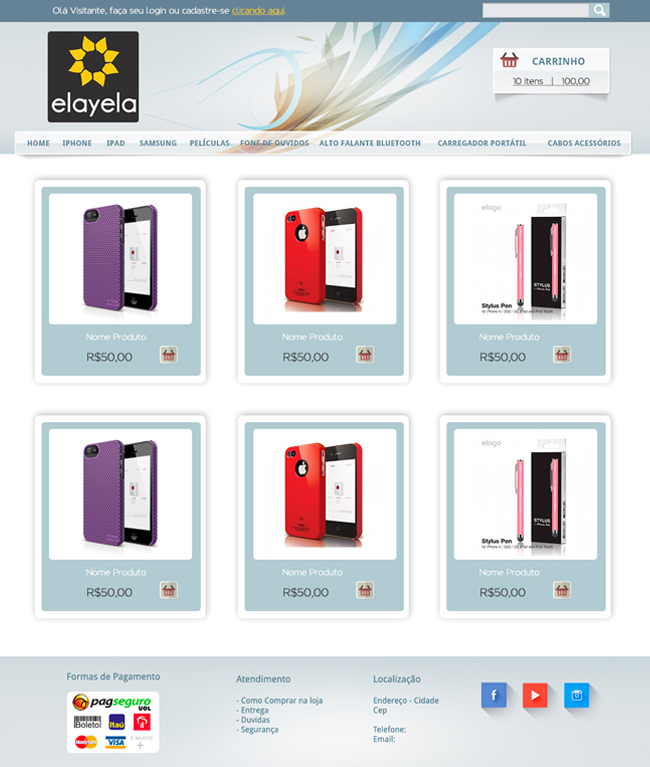 Olá Visitante, faça seu login ou cadastre-se clicando aqui.
elayela
CARRINHO
10 itens | 100,00
HOME IPHONE IPAD SAMSUNG PELÍCULAS FONE DE OUVIDOS ALTO FALANTE BLUETOOTH CARREGADOR PORTÁTIL CABOS ACESSÓRIOS
elago
STYLUS
Stylus Pen
Nome Produto Nome Produto Nome Produto
R$50,00 R$50,00 R$50,00
elago
STYLUS
Stylus Pen
Nome Produto Nome Produto Nome Produto
R$50,00 R$50,00 R$50,00
Formas de Pagamento
pagseguro
UOL
Boleto Itaú
MasterCard VISA E MUITO +
Atendimento
- Como Comprar na loja
- Entrega
- Duvidas
- Segurança
Localização
Endereço - Cidade
Cep
Telefone:
Email: